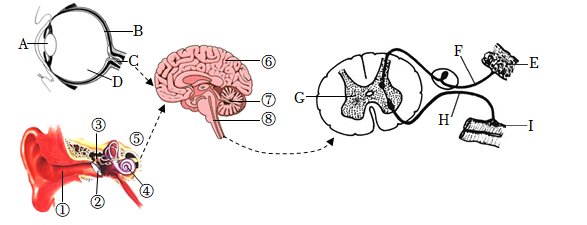 A
B
C
D
③
⑤
①
②
④
⑥
⑦
⑧
G
F
E
H
I